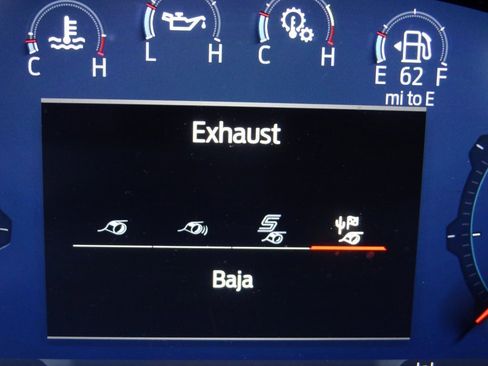 C H L H C H E 62 F
mi to E
Exhaust
S
Baja